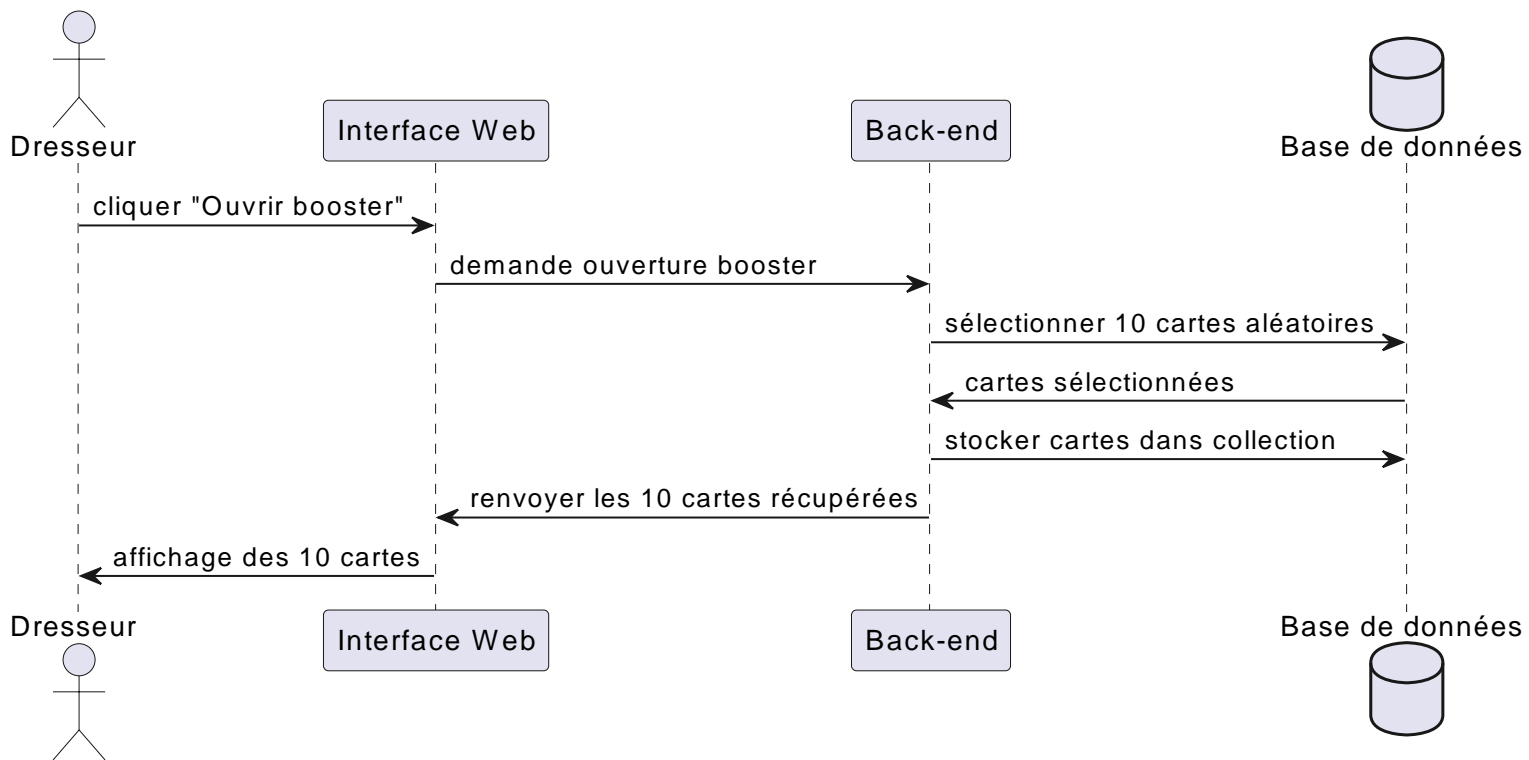 Dresseur
Interface Web
Back-end
Base de données
cliquer "Ouvrir booster"
demande ouverture booster
sélectionner 10 cartes aléatoires
cartes sélectionnées
stocker cartes dans collection
renvoyer les 10 cartes récupérées
affichage des 10 cartes
Dresseur
Interface Web
Back-end
Base de données